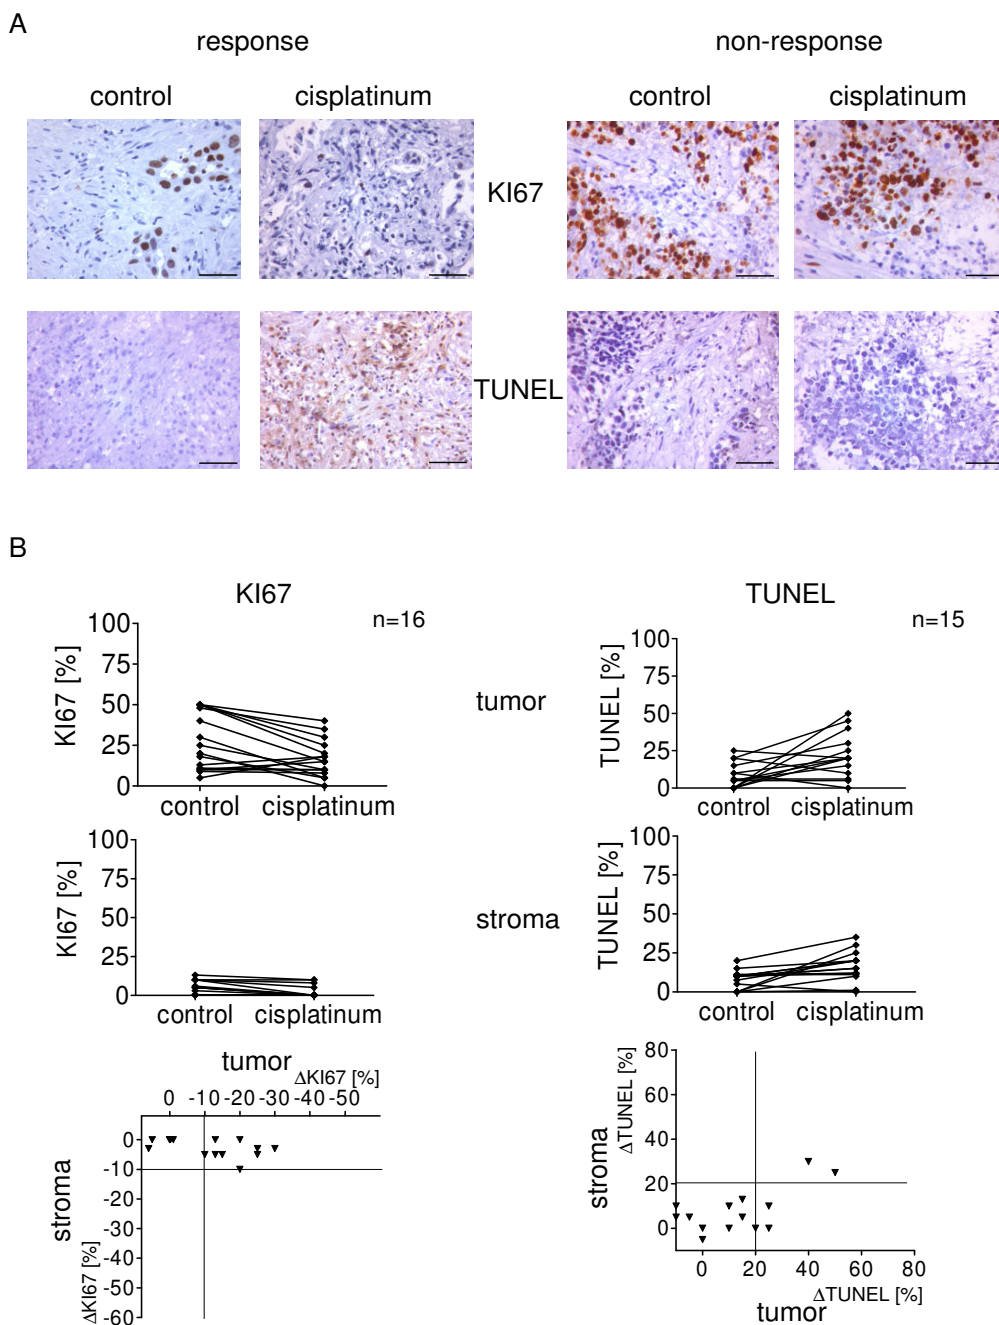 A
response non-response
control cisplatinum control cisplatinum
KI67
TUNEL
B
KI67 TUNEL
n=16 n=15
tumor
KI67 [%]
100
75
50
25
0
control cisplatinum
TUNEL [%]
100
75
50
25
0
control cisplatinum
stroma
KI67 [%]
100
75
50
25
0
control cisplatinum
TUNEL [%]
100
75
50
25
0
control cisplatinum
tumor
ΔKI67 [%]
0 -10 -20 -30 -40 -50
0
-10
-20
-30
-40
-50
-60
stroma
ΔKI67 [%]
80
60
40
20
0
stroma
ΔTUNEL [%]
0 20 40 60 80
ΔTUNEL [%]
tumor